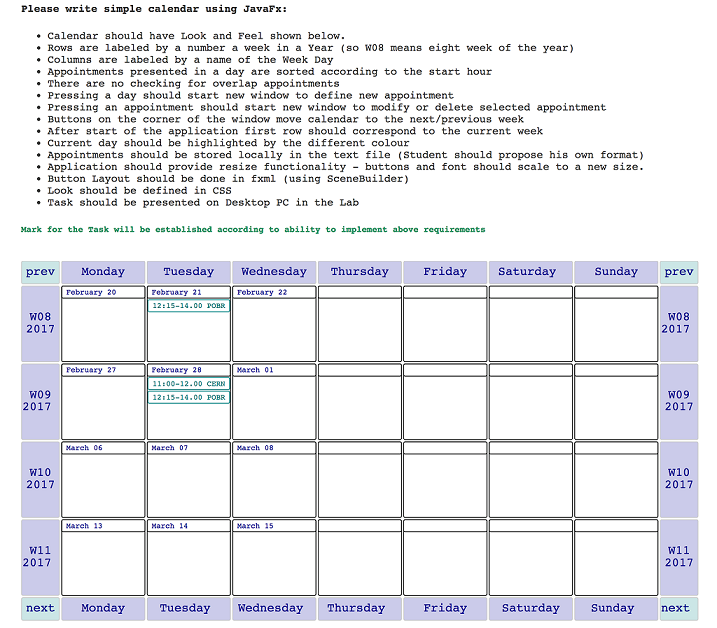 Please write simple calendar using JavaFx:
• Calendar should have Look and Feel shown below.
• Rows are labeled by a number a week in a Year (so W08 means eight week of the year)
• Columns are labeled by a name of the Week Day
• Appointments presented in a day are sorted according to the start hour
• There are no checking for overlap appointments
• Pressing a day should start new window to define new appointment
• Pressing an appointment should start new window to modify or delete selected appointment
• Buttons on the corner of the window move calendar to the next/previous week
• After start of the application first row should correspond to the current week
• Current day should be highlighted by the different colour
• Appointments should be stored locally in the text file (Student should propose his own format)
• Application should provide resize functionality - buttons and font should scale to a new size.
• Button Layout should be done in fxml (using SceneBuilder)
• Look should be defined in CSS
• Task should be presented on Desktop PC in the Lab
Mark for the Task will be established according to ability to implement above requirements
prev Monday Tuesday Wednesday Thursday Friday Saturday Sunday prev
February 20 February 21 February 22
12:15-14.00 POBR
W08 W08
2017 2017
February 27 February 28 March 01
11:00-12.00 CERN
W09 12:15-14.00 POBR W09
2017 2017
March 06 March 07 March 08
W10 W10
2017 2017
March 13 March 14 March 15
W11 W11
2017 2017
next Monday Tuesday Wednesday Thursday Friday Saturday Sunday next